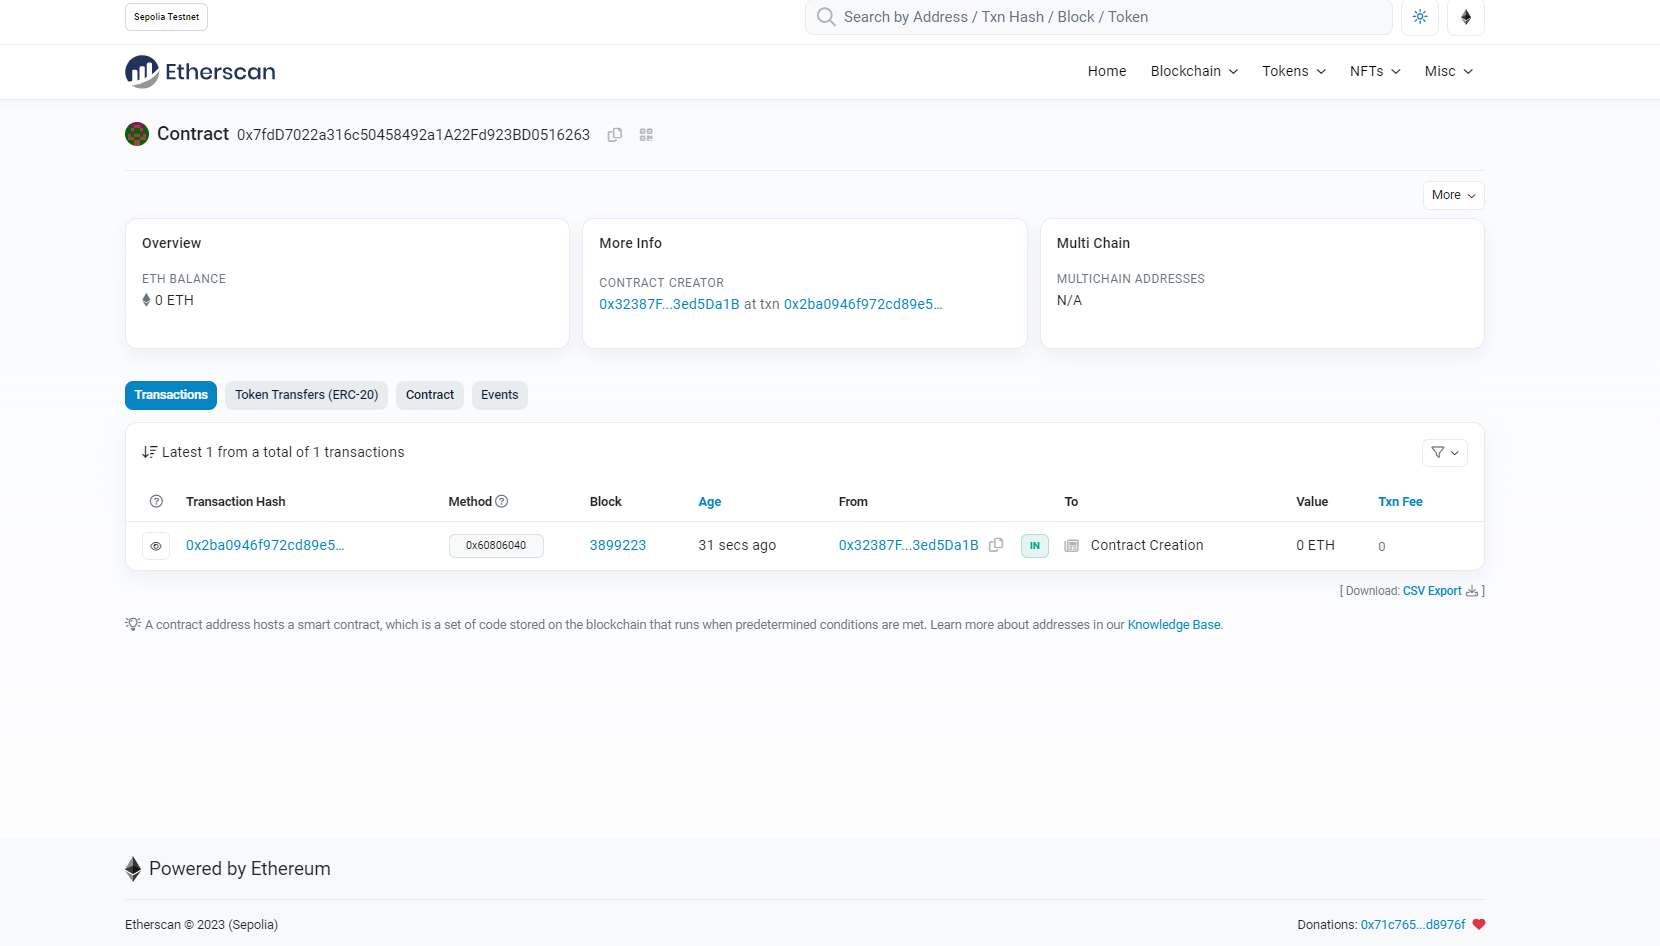 Sepolia Testnet
Search by Address / Txn Hash / Block / Token
Etherscan
Home Blockchain Tokens NFTs Misc
Contract 0x7fdD7022a316c50458492a1A22Fd923BD0516263
More
Overview
ETH BALANCE
0 ETH
More Info
CONTRACT CREATOR
0x32387F...3ed5Da1B at txn 0x2ba0946f972cd89e5...
Multi Chain
MULTICHAIN ADDRESSES
N/A
Transactions Token Transfers (ERC-20) Contract Events
Latest 1 from a total of 1 transactions
Transaction Hash Method Block Age From To Value Txn Fee
0x2ba0946f972cd89e5... 0x60806040 3899223 31 secs ago 0x32387F...3ed5Da1B IN Contract Creation 0 ETH 0
[ Download: CSV Export ]
A contract address hosts a smart contract, which is a set of code stored on the blockchain that runs when predetermined conditions are met. Learn more about addresses in our Knowledge Base.
Powered by Ethereum
Etherscan © 2023 (Sepolia)
Donations: 0x71c765...d8976f